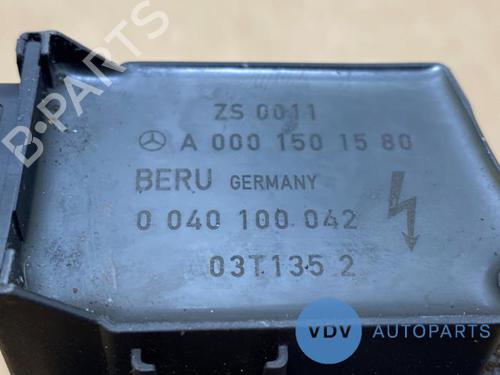 ZS 0011
A 000 150 15 80
BERU GERMANY
0 040 100 042
03T135 2
B-PARTS
VDV AUTOPARTS